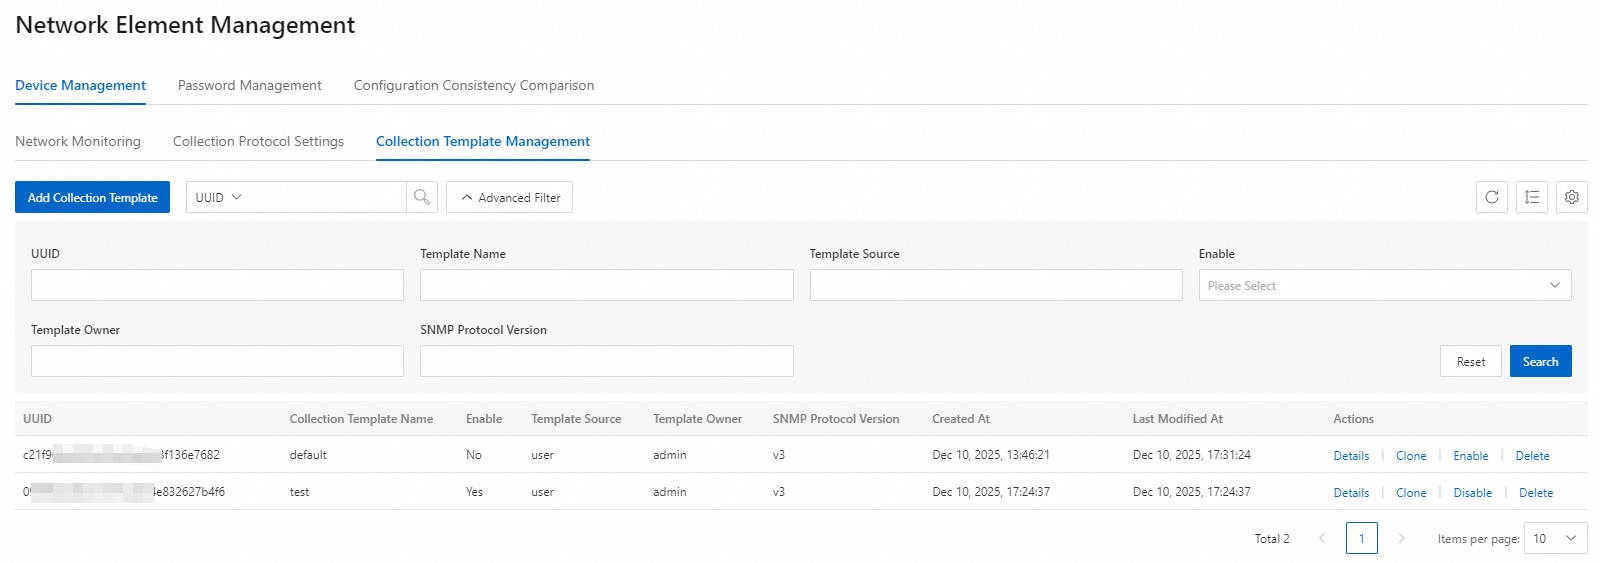 Network Element Management
Device Management Password Management Configuration Consistency Comparison
Network Monitoring Collection Protocol Settings Collection Template Management
Add Collection Template UUID Advanced Filter
UUID Template Name Template Source Enable
Please Select
Template Owner SNMP Protocol Version
Reset Search
UUID Collection Template Name Enable Template Source Template Owner SNMP Protocol Version Created At Last Modified At Actions
c21f9 f136e7682 default No user admin v3 Dec 10, 2025, 13:46:21 Dec 10, 2025, 17:31:24 Details Clone Enable Delete
0 e832627b4f6 test Yes user admin v3 Dec 10, 2025, 17:24:37 Dec 10, 2025, 17:24:37 Details Clone Disable Delete
Total 2 1 Items per page: 10